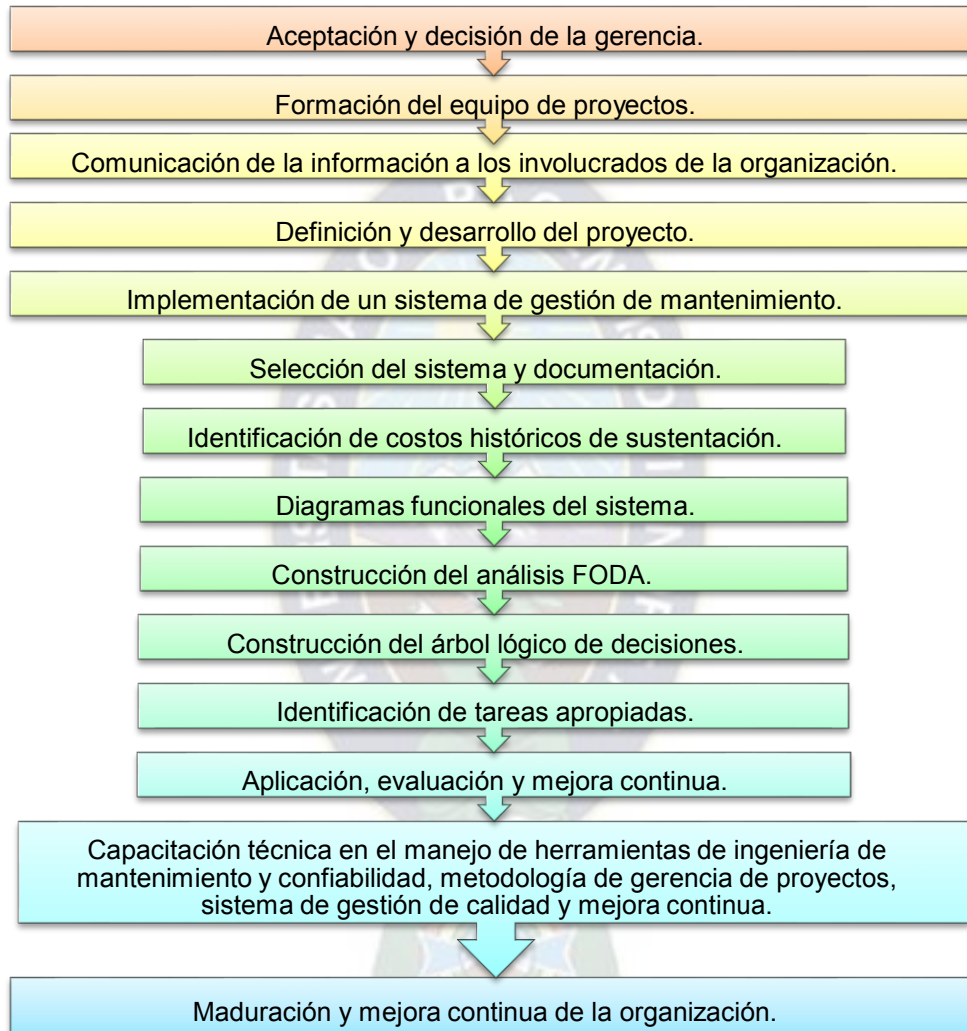 Aceptación y decisión de la gerencia.
Formación del equipo de proyectos.
Comunicación de la información a los involucrados de la organización.
Definición y desarrollo del proyecto.
Implementación de un sistema de gestión de mantenimiento.
Selección del sistema y documentación.
Identificación de costos históricos de sustentación.
Diagramas funcionales del sistema.
Construcción del análisis FODA.
Construcción del árbol lógico de decisiones.
Identificación de tareas apropiadas.
Aplicación, evaluación y mejora continua.
Capacitación técnica en el manejo de herramientas de ingeniería de
mantenimiento y confiabilidad, metodología de gerencia de proyectos,
sistema de gestión de calidad y mejora continua.
Maduración y mejora continua de la organización.